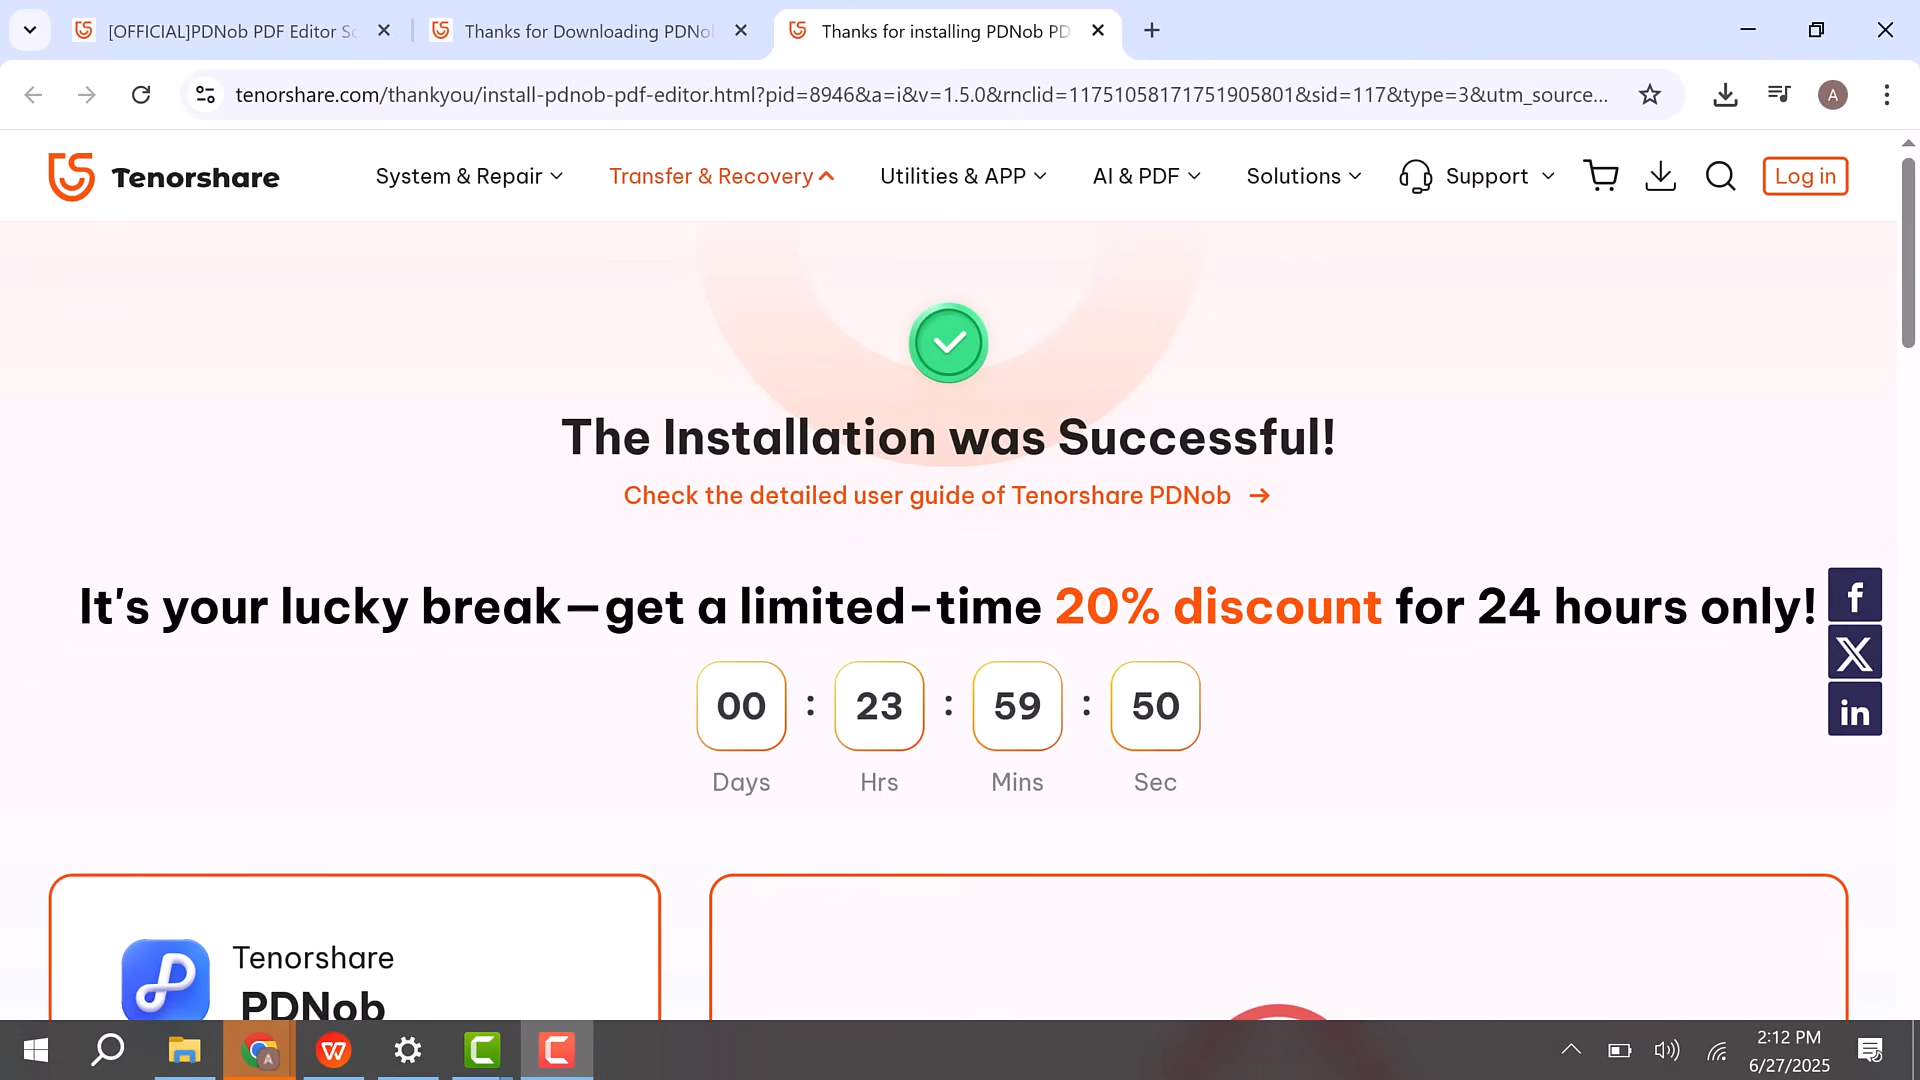 [OFFICIAL]PDNob PDF Editor Sc
Thanks for Downloading PDNol
Thanks for installing PDNob PD
tenorshare.com/thankyou/install-pdnob-pdf-editor.html?pid=8946&a=i&v=1.5.0&rnclid=11751058171751905801&sid=117&type=3&utm_source...
A
Tenorshare
System & Repair
Transfer & Recovery
Utilities & APP
AI & PDF
Solutions
Support
Log in
The Installation was Successful!
Check the detailed user guide of Tenorshare PDNob →
It's your lucky break—get a limited-time 20% discount for 24 hours only!
00 : 23 : 59 : 50
Days Hrs Mins Sec
Tenorshare
PDNob
2:12 PM
6/27/2025